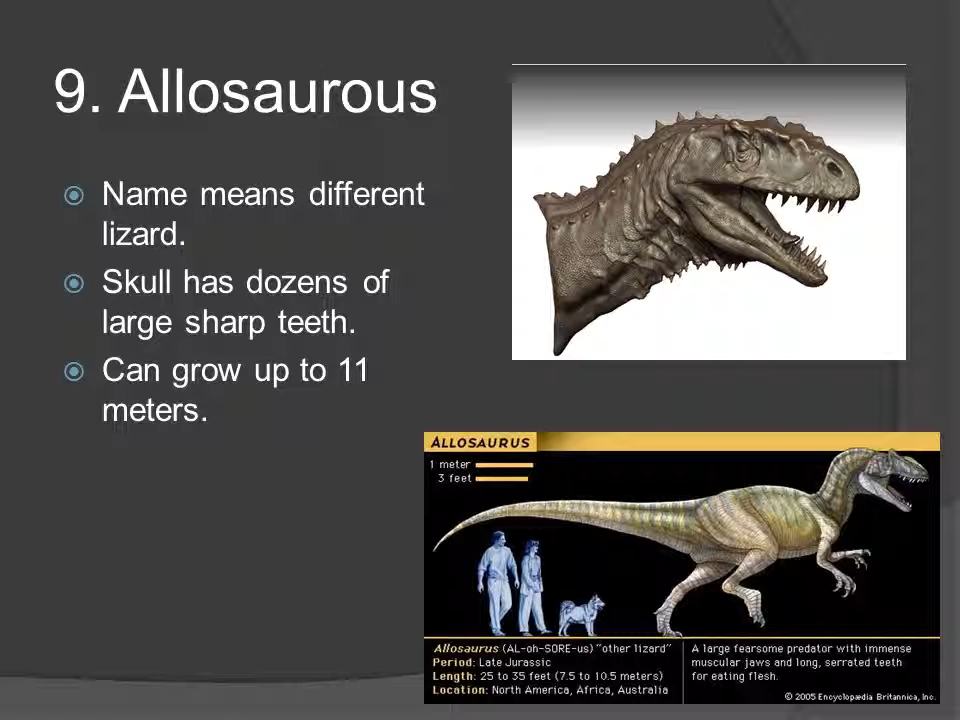 9. Allosaurous
Name means different
lizard.
Skull has dozens of
large sharp teeth.
Can grow up to 11
meters.
ALLOSAURUS
1 meter
3 feet
Allosaurus (AL-oh-SORE-us) "other lizard"
Period: Late Jurassic
Length: 25 to 35 feet (7.5 to 10.5 meters)
Location: North America, Africa, Australia
A large fearsome predator with immense
muscular jaws and long, serrated teeth
for eating flesh.
© 2005 Encyclopædia Britannica, Inc.